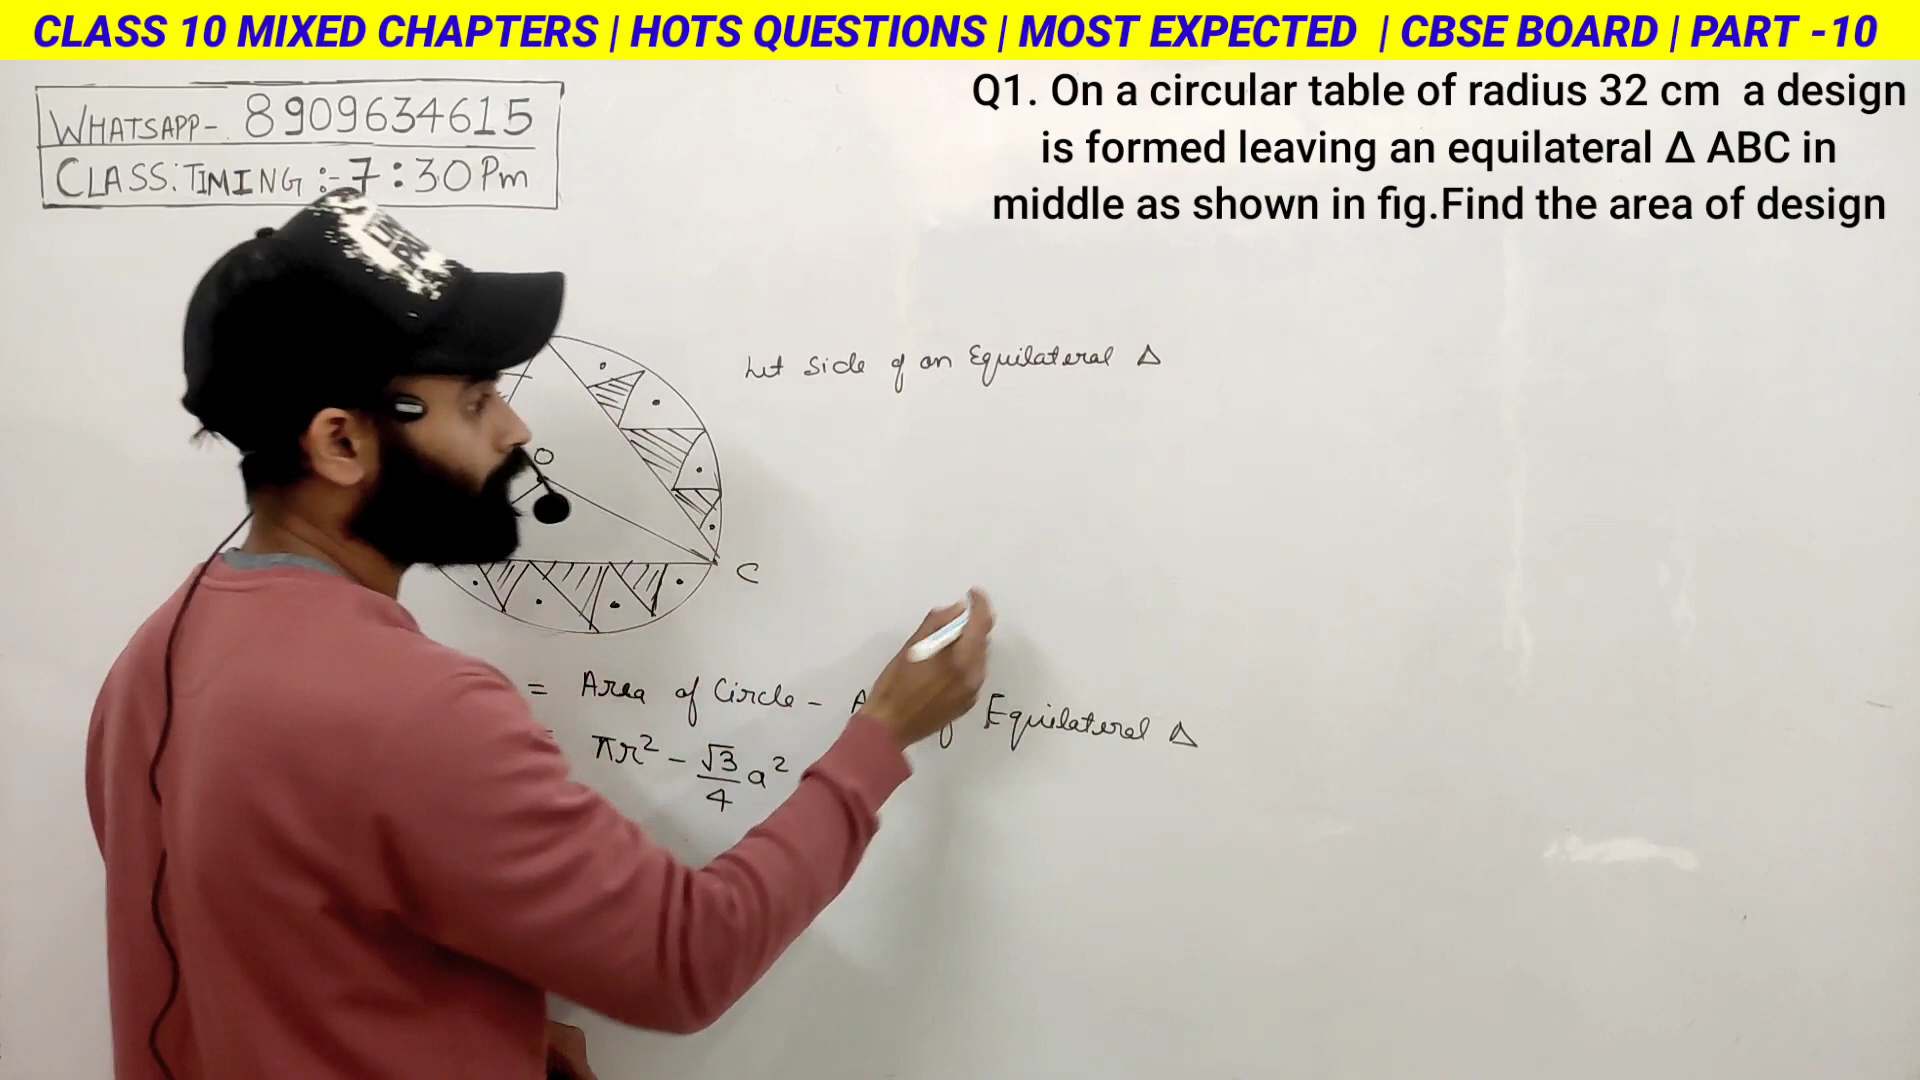 CLASS 10 MIXED CHAPTERS | HOTS QUESTIONS | MOST EXPECTED | CBSE BOARD | PART -10
WHATSAPP- 8909634615
CLASS: TIMING :- 7:30 Pm
Q1. On a circular table of radius 32 cm a design
is formed leaving an equilateral Δ ABC in
middle as shown in fig.Find the area of design
Let Side of an Equilateral Δ
O
C
= Area of Circle - A Equilateral Δ
πr² - √3/4 a²